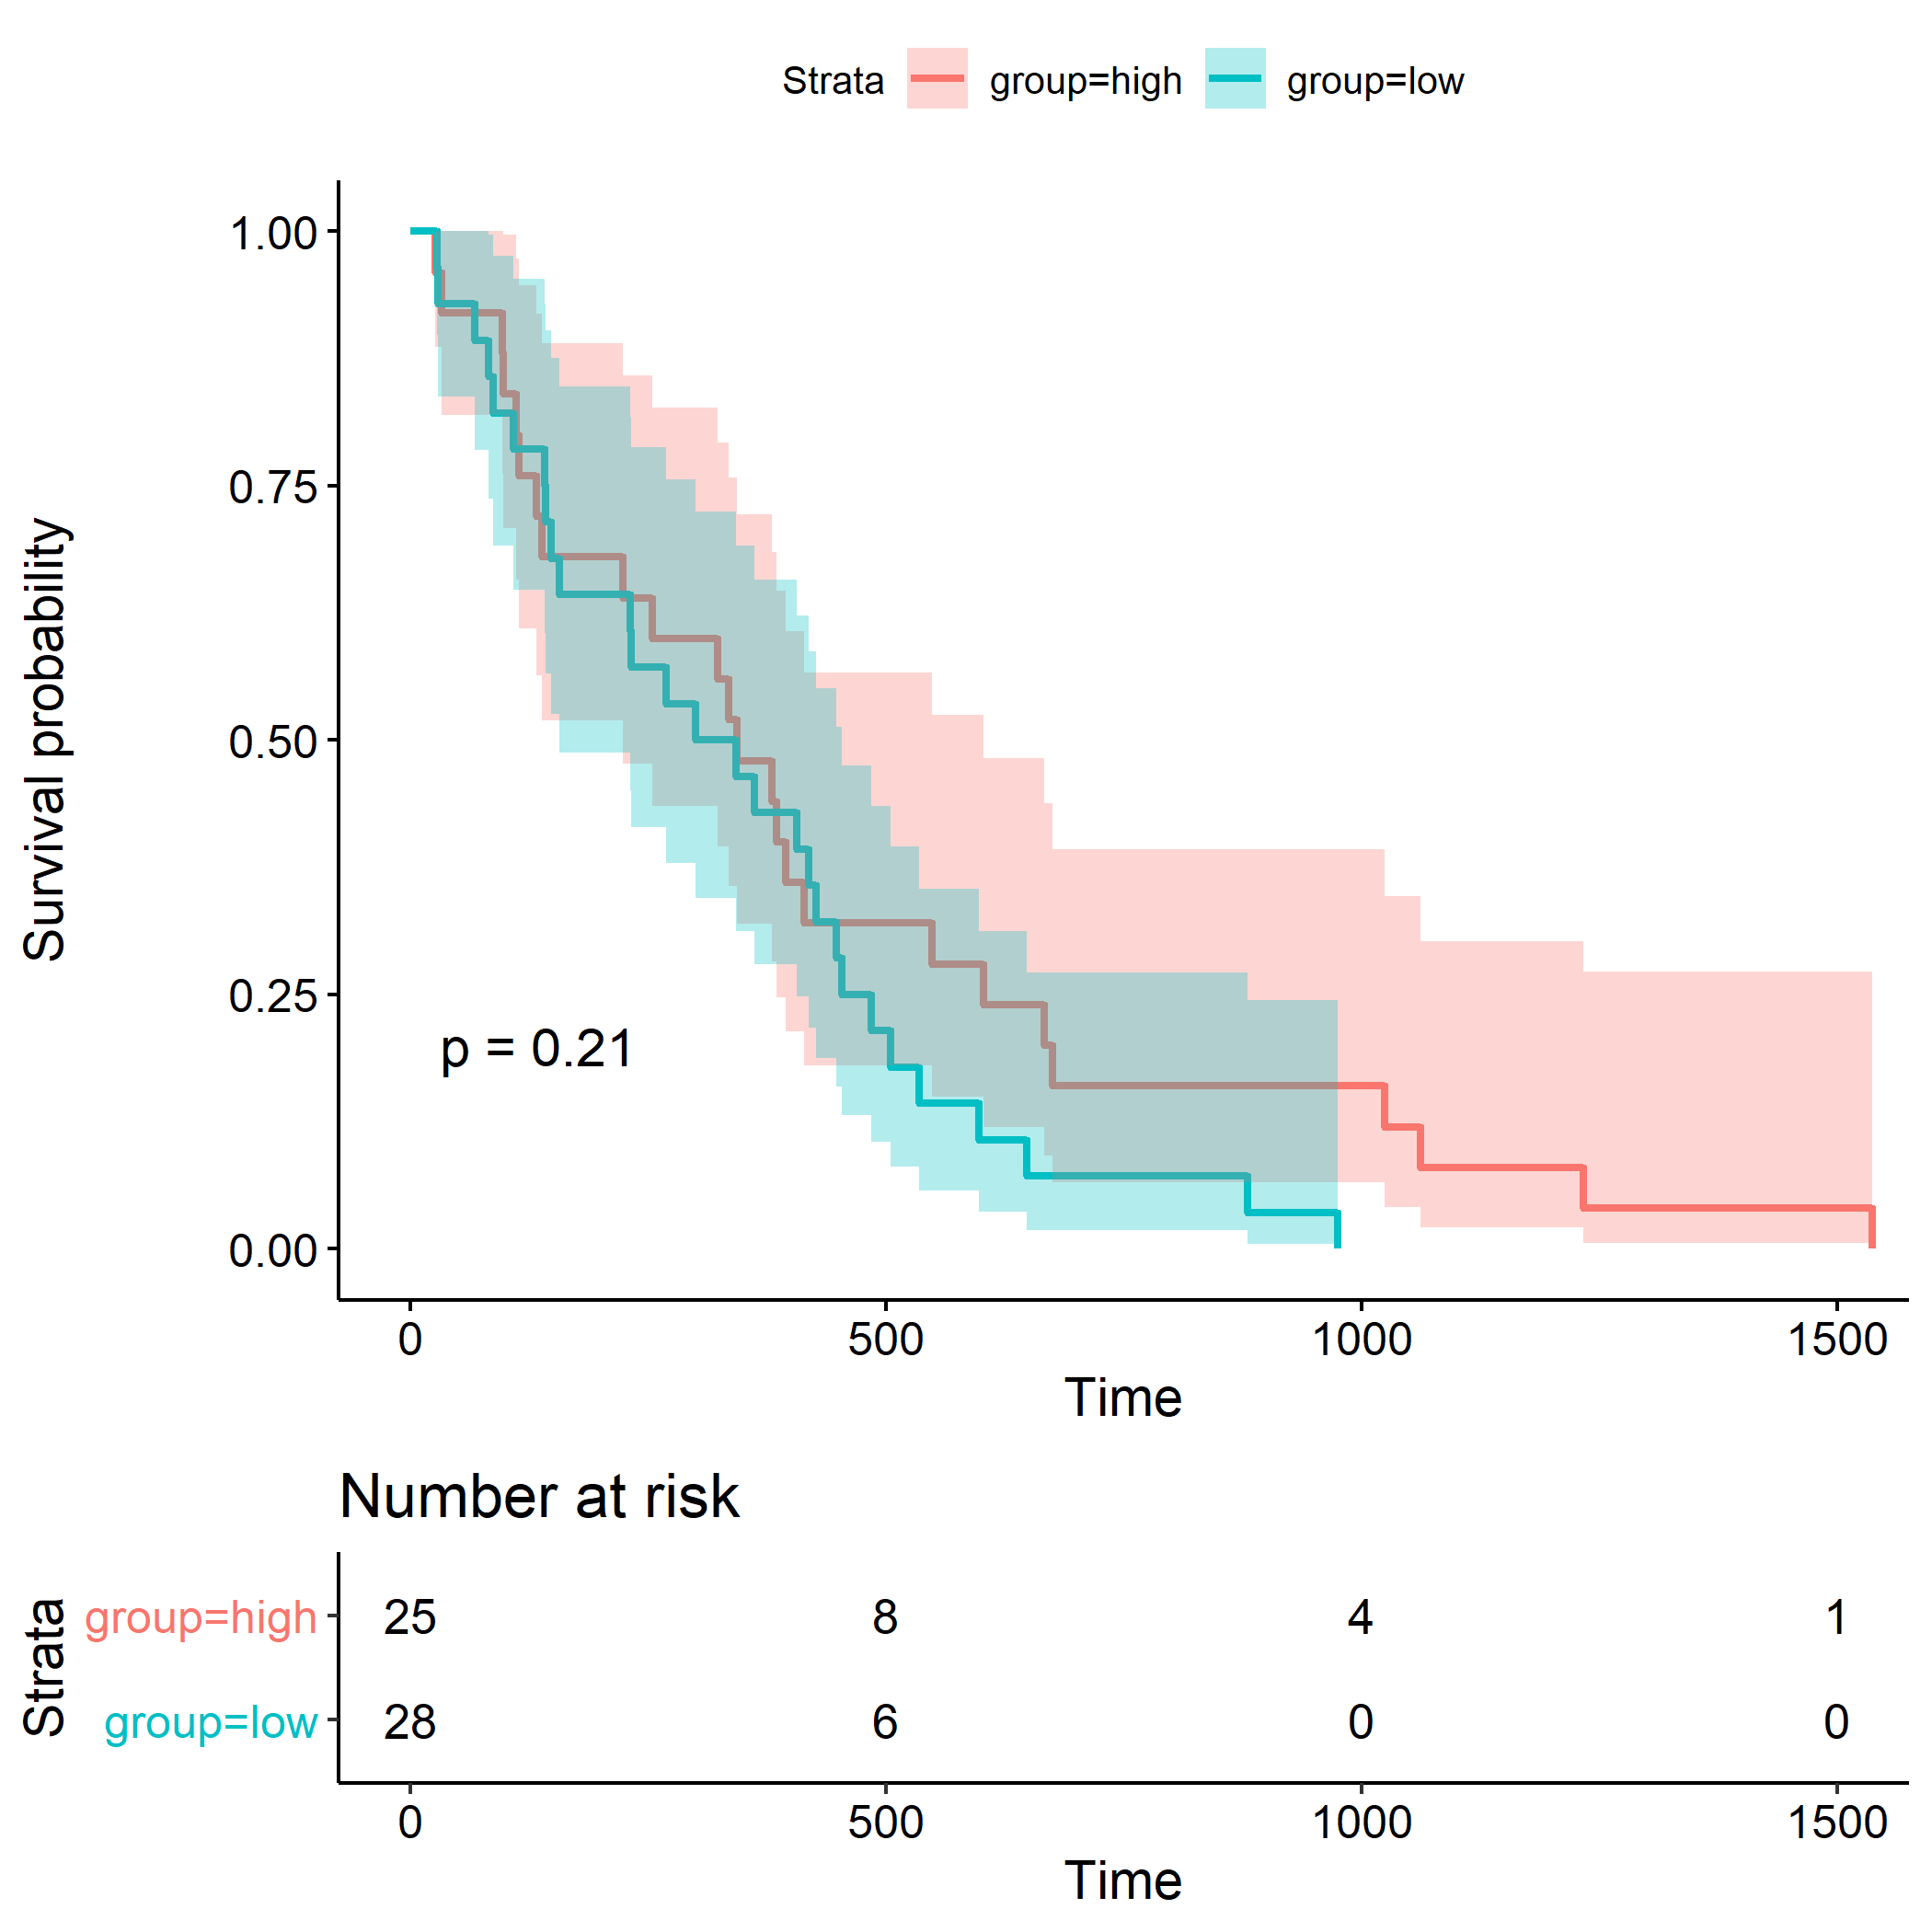 Strata group=high group=low
1.00
0.75
0.50
0.25
0.00
Survival probability
p = 0.21
0 500 1000 1500
Time
Number at risk
Strata
group=high 25 8 4 1
group=low 28 6 0 0
0 500 1000 1500
Time